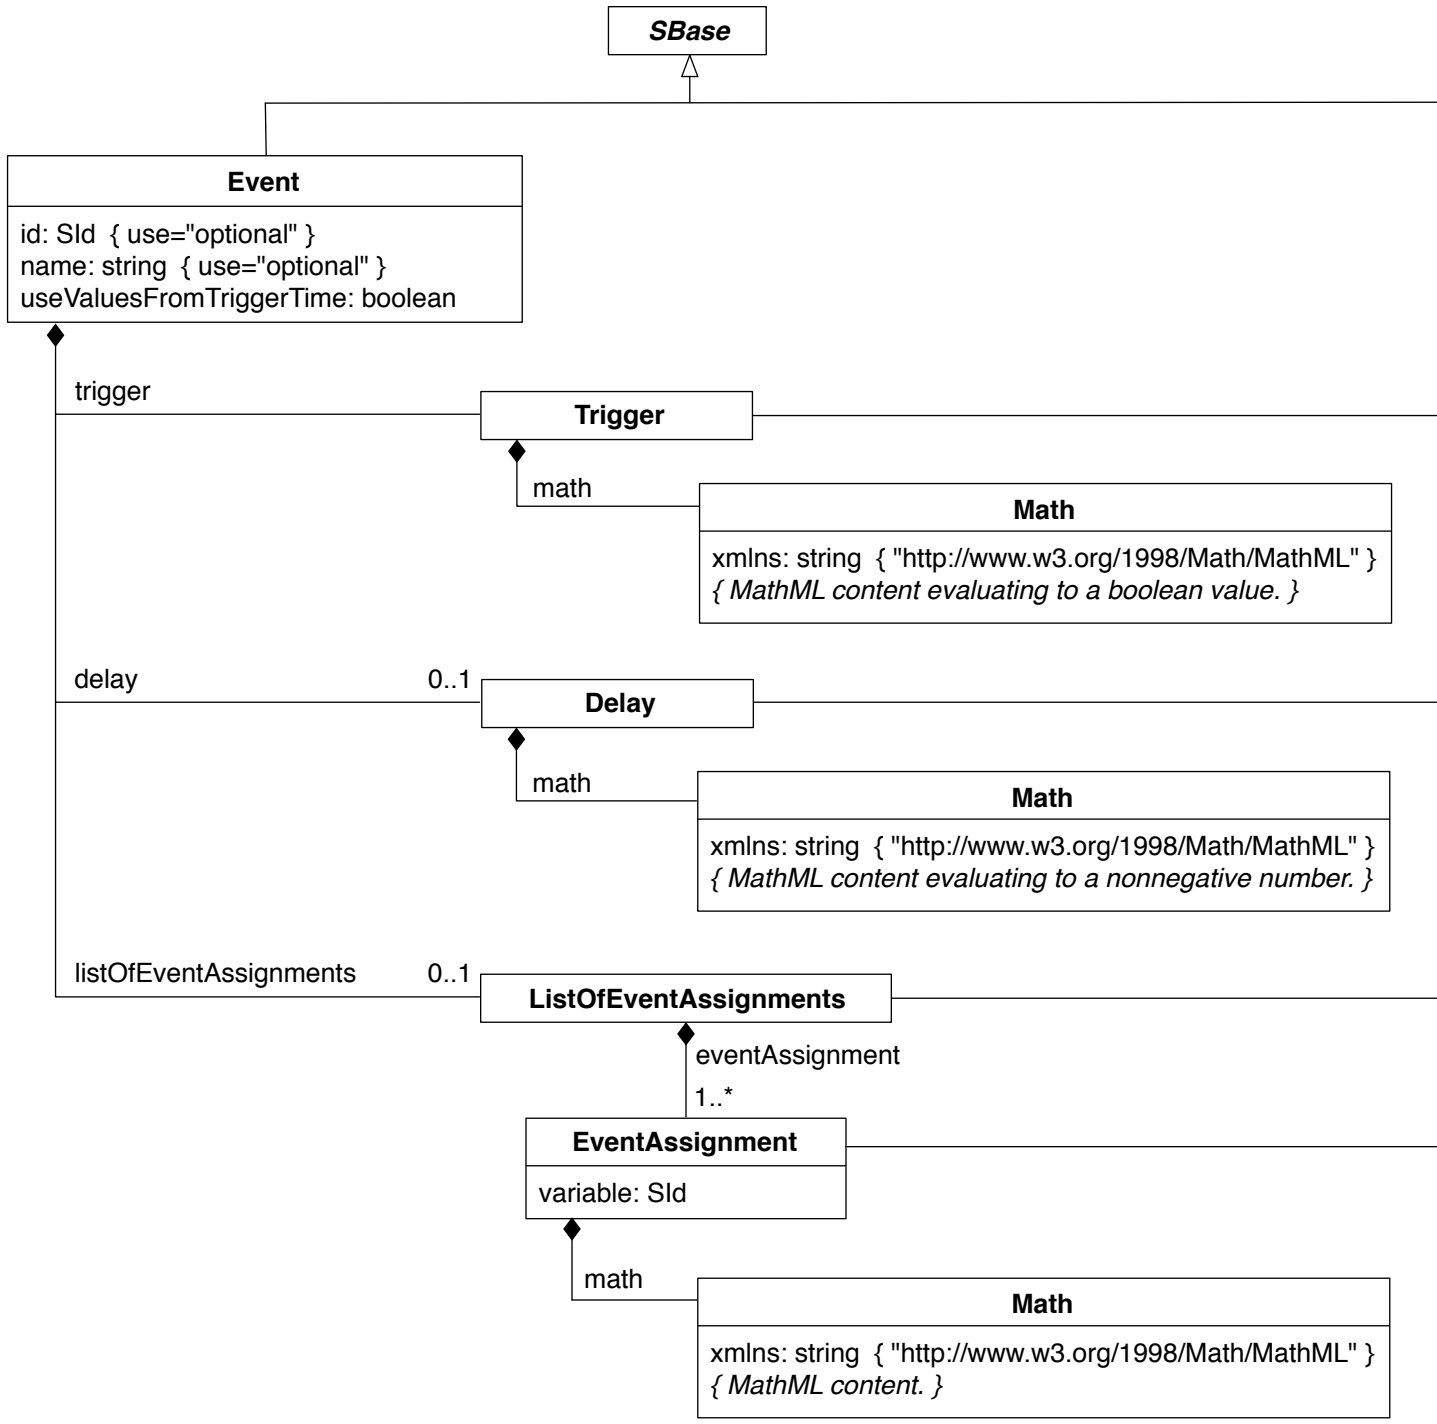 SBase
Event
id: SId { use="optional" }
name: string { use="optional" }
useValuesFromTriggerTime: boolean
trigger
Trigger
math
Math
xmlns: string { "http://www.w3.org/1998/Math/MathML" }
{ MathML content evaluating to a boolean value. }
delay 0..1
Delay
math
Math
xmlns: string { "http://www.w3.org/1998/Math/MathML" }
{ MathML content evaluating to a nonnegative number. }
listOfEventAssignments 0..1
ListOfEventAssignments
eventAssignment
1..*
EventAssignment
variable: SId
math
Math
xmlns: string { "http://www.w3.org/1998/Math/MathML" }
{ MathML content. }